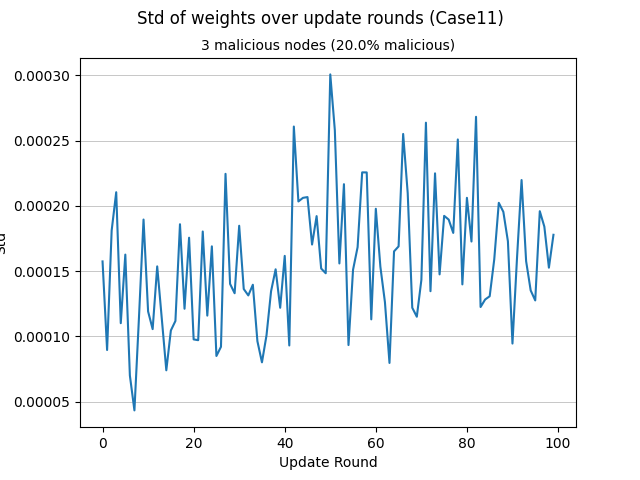 Std of weights over update rounds (Case11)
3 malicious nodes (20.0% malicious)
0.00030
0.00025
0.00020
0.00015
0.00010
0.00005
Std
0 20 40 60 80 100
Update Round